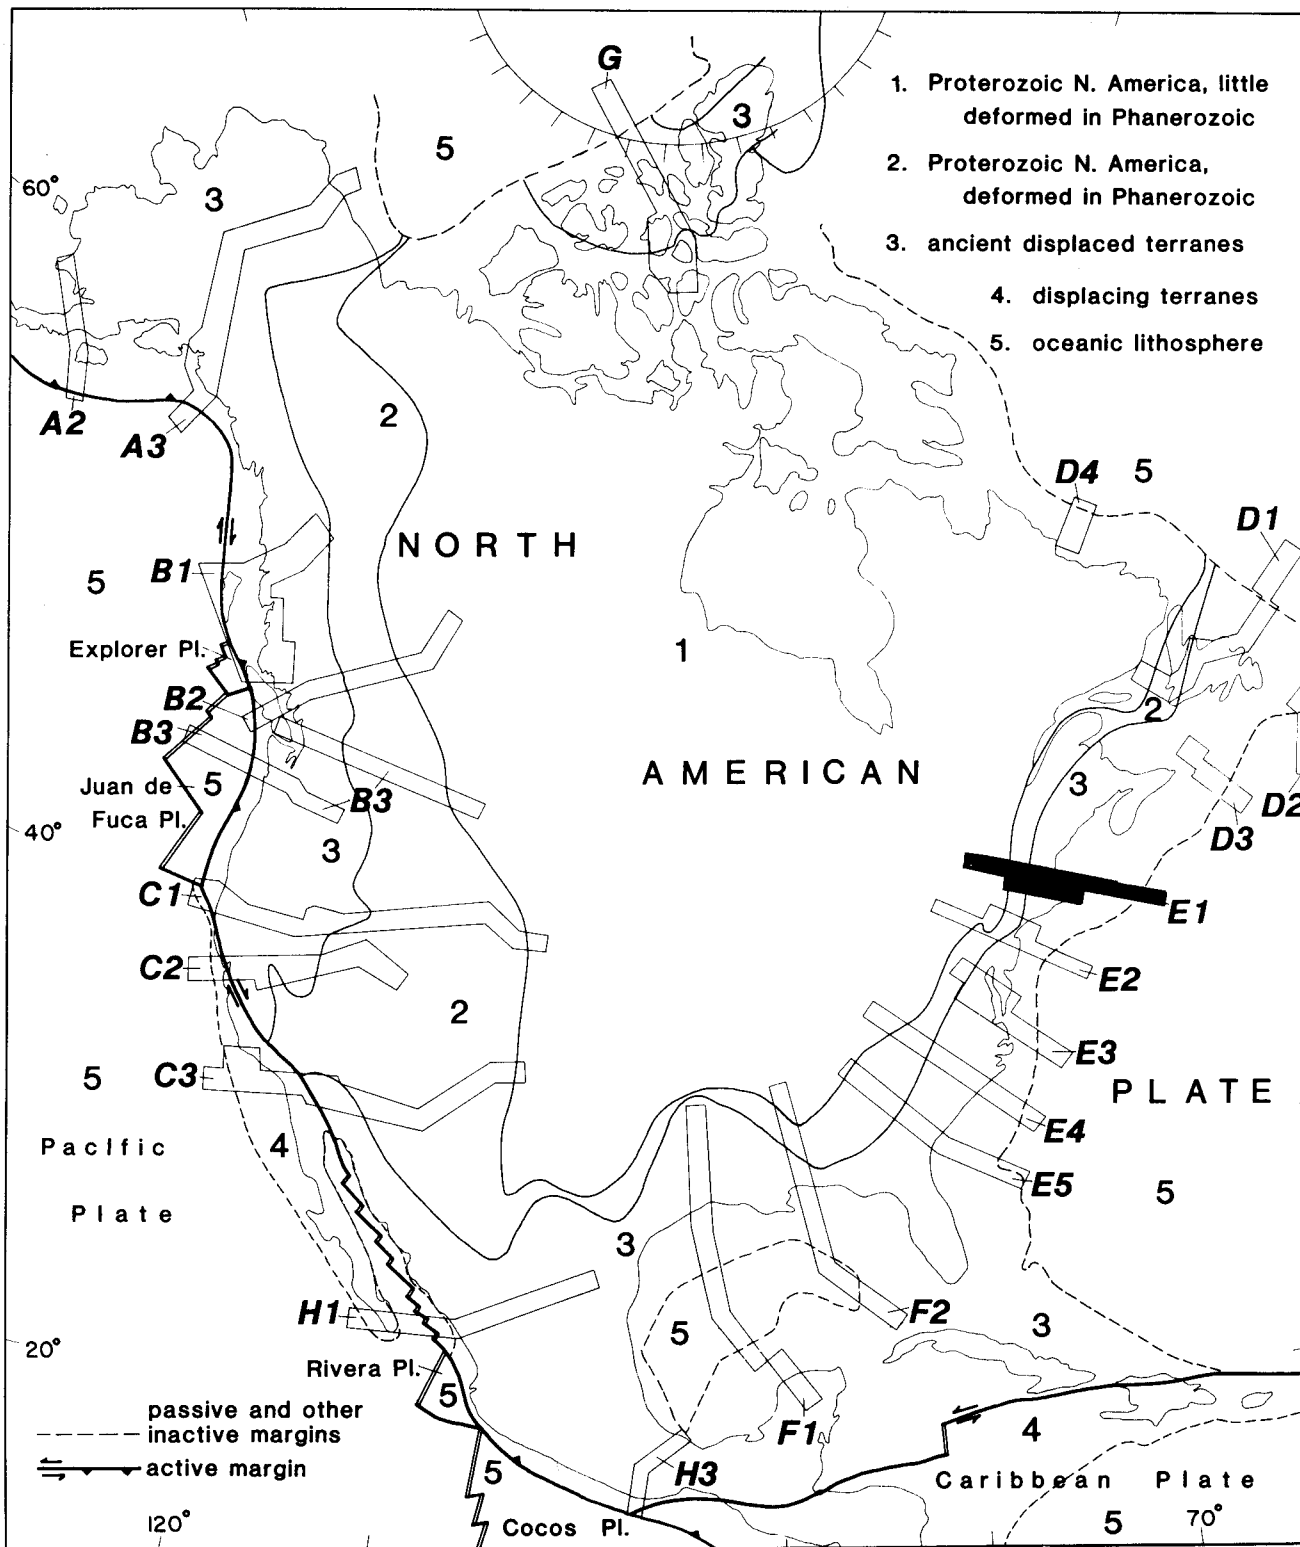 G
1. Proterozoic N. America, little
deformed in Phanerozoic
3
5
2. Proterozoic N. America,
deformed in Phanerozoic
60°
3
3. ancient displaced terranes
4. displacing terranes
5. oceanic lithosphere
A2
A3
2
D4
5
D1
NORTH
5
B1
Explorer Pl.
1
B2
2
B3
AMERICAN
3
Juan de
Fuca Pl.
5
B3
D2
D3
40°
3
C1
E1
C2
E2
2
E3
5
C3
PLATE
E4
Pacific
4
E5
5
Plate
3
H1
F2
5
3
20°
Rivera Pl.
5
passive and other
inactive margins
F1
4
active margin
5
H3
Caribbean Plate
120°
Cocos Pl.
5
70°